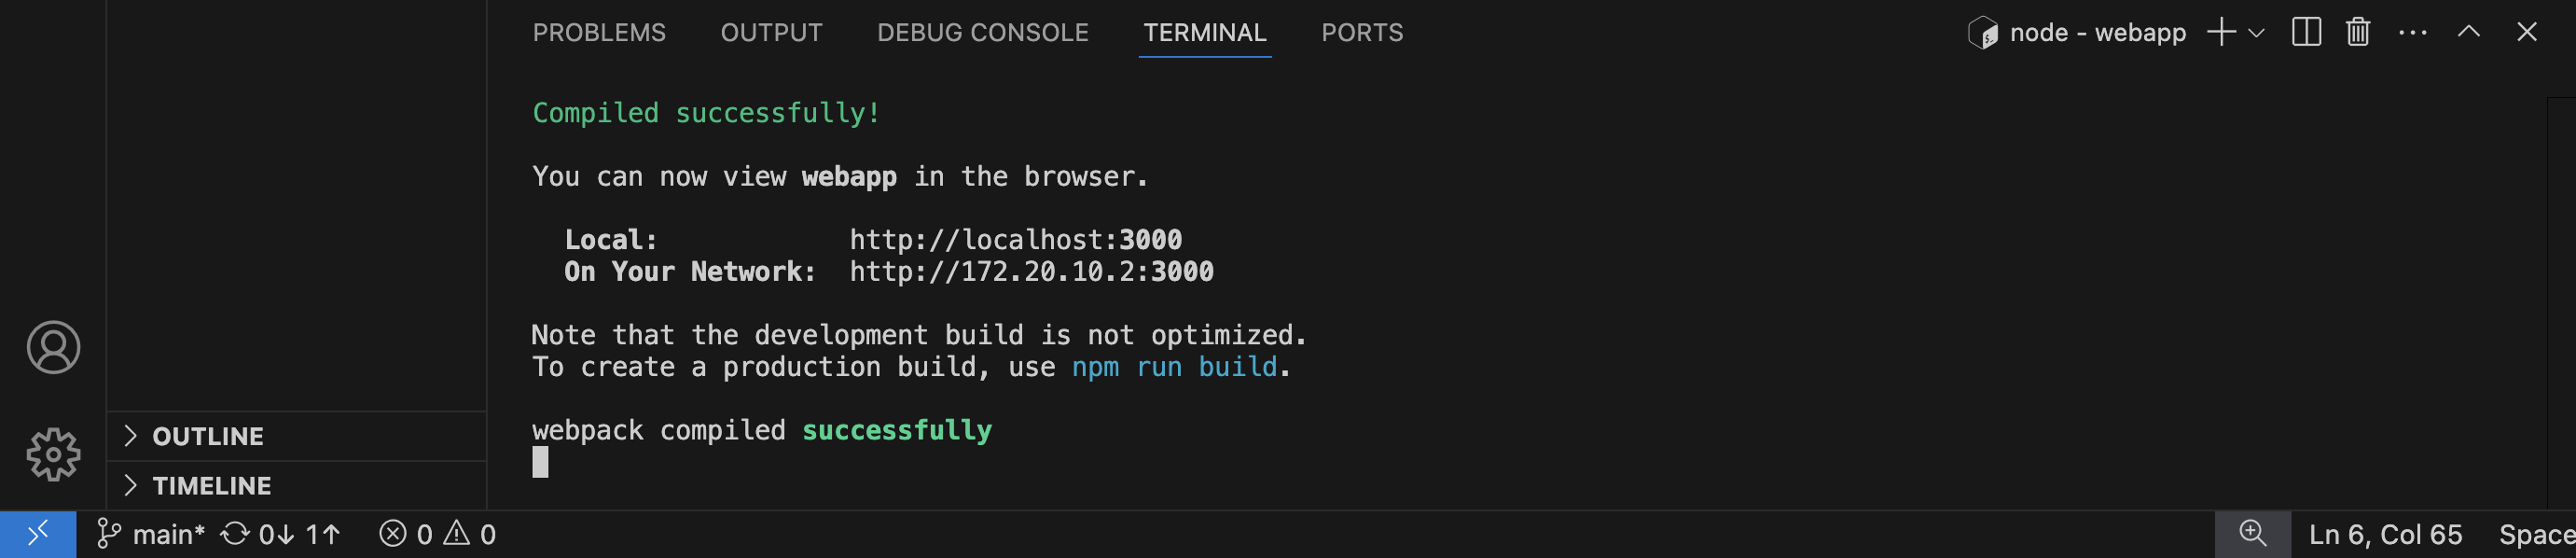 PROBLEMS OUTPUT DEBUG CONSOLE TERMINAL PORTS node - webapp
Compiled successfully!
You can now view webapp in the browser.
Local: http://localhost:3000
On Your Network: http://172.20.10.2:3000
Note that the development build is not optimized.
To create a production build, use npm run build.
webpack compiled successfully
OUTLINE
TIMELINE
main* 0↓ 1↑ 0 0 Ln 6, Col 65 Space